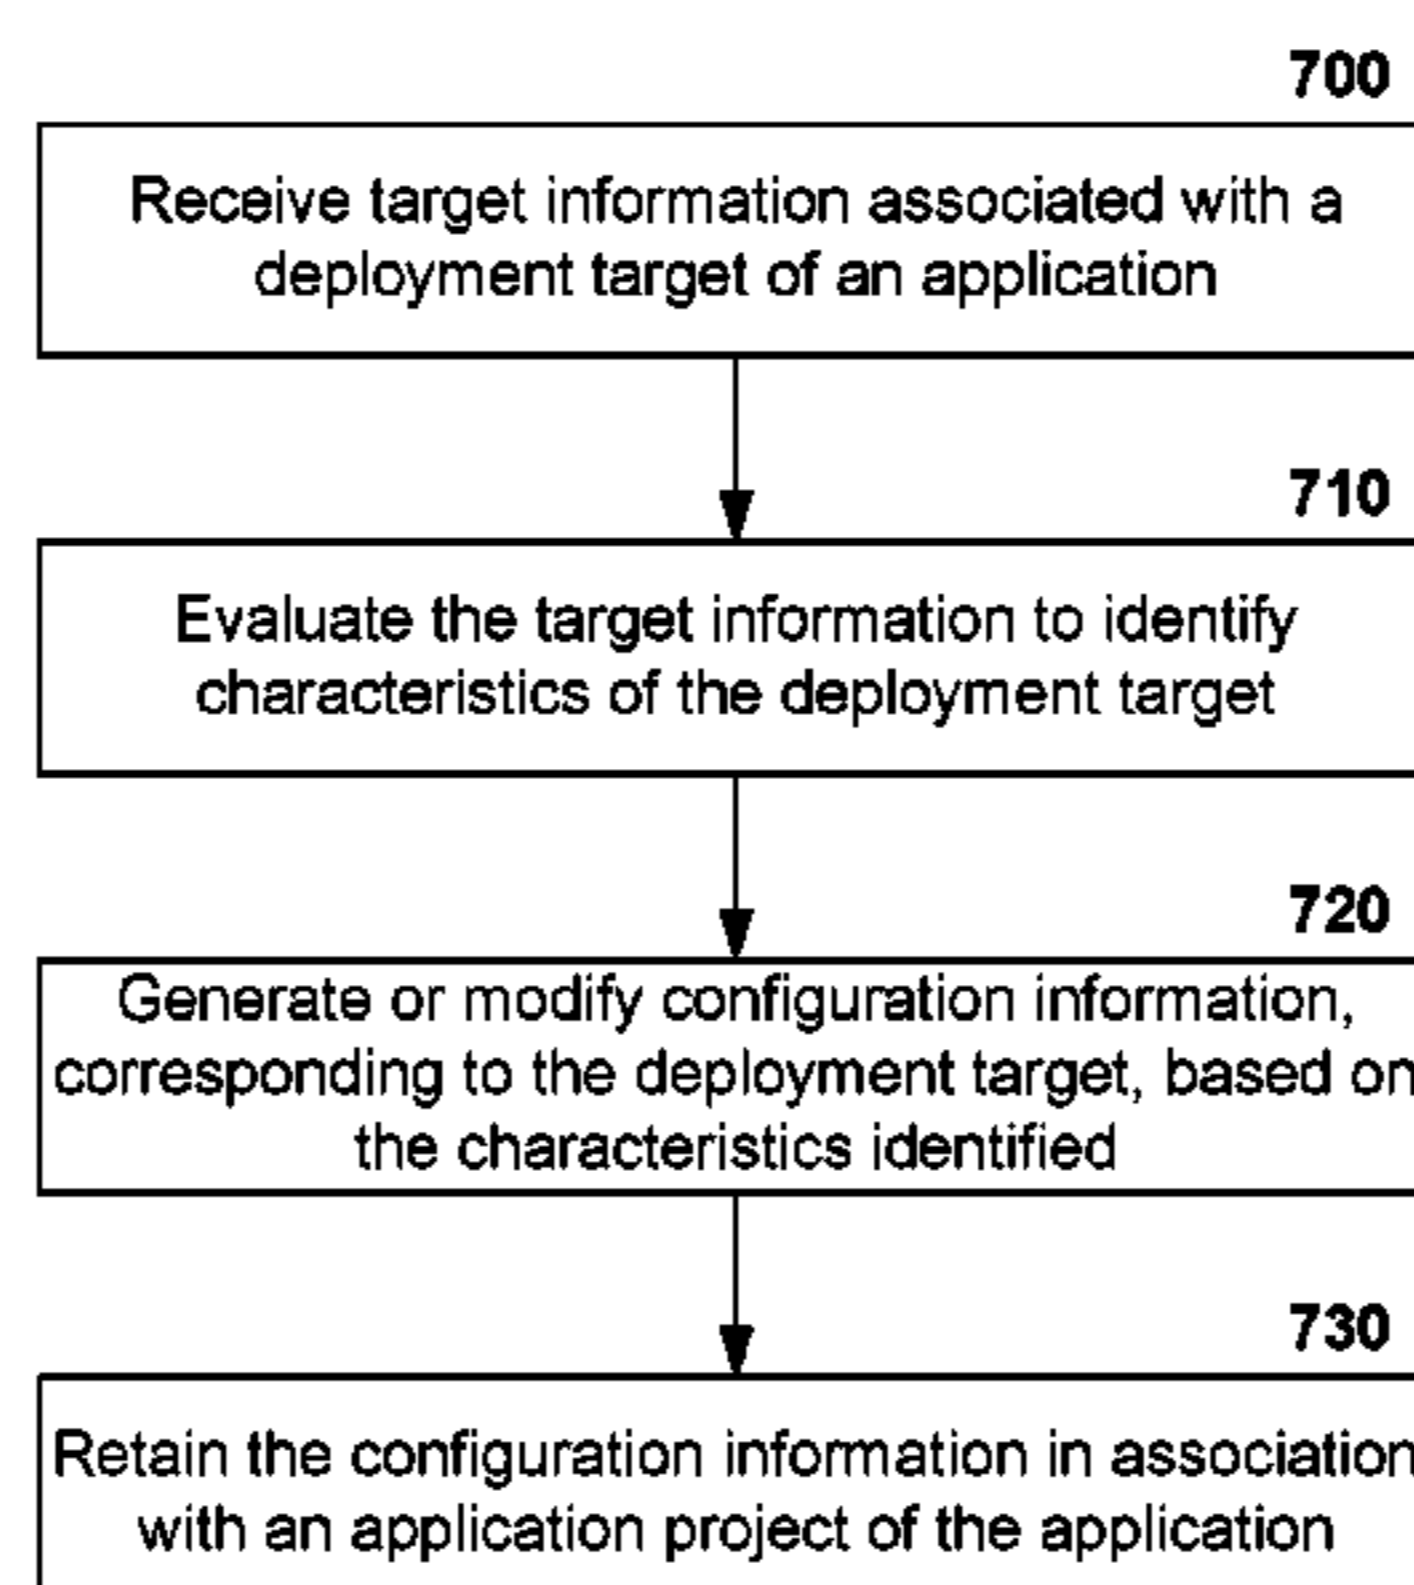 700
Receive target information associated with a
deployment target of an application
710
Evaluate the target information to identify
characteristics of the deployment target
720
Generate or modify configuration information,
corresponding to the deployment target, based on
the characteristics identified
730
Retain the configuration information in association
with an application project of the application